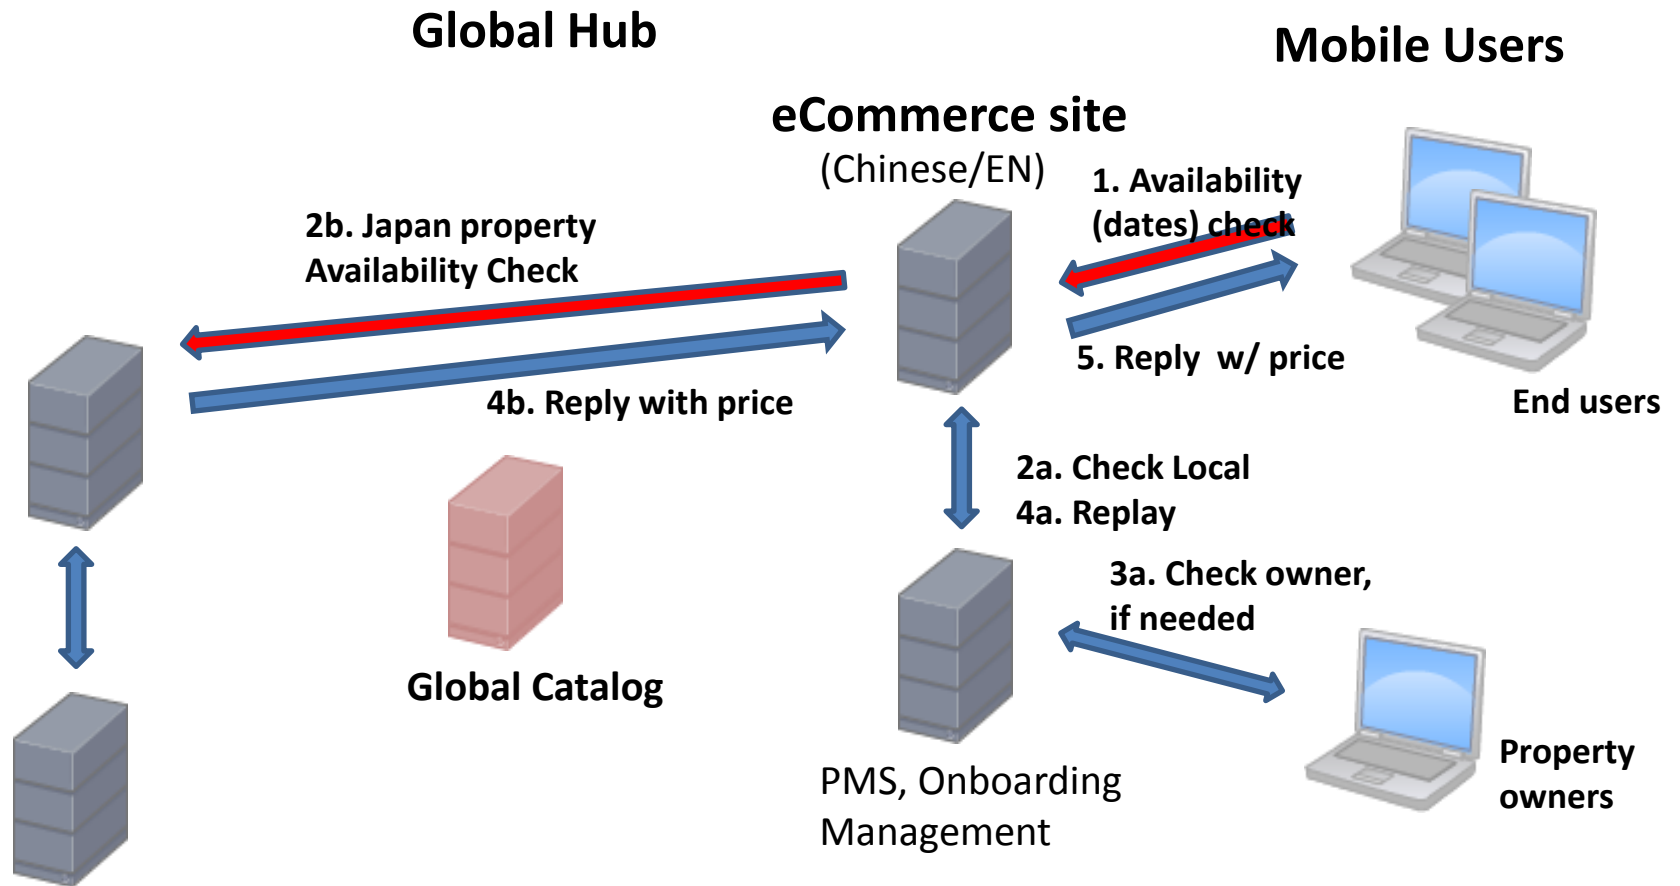 Global Hub
Mobile Users
eCommerce site
(Chinese/EN)
1. Availability
(dates) check
2b. Japan property
Availability Check
5. Reply  w/ price
4b. Reply with price
End users
2a. Check Local
4a. Replay
3a. Check owner,
if needed
Global Catalog
PMS, Onboarding
Management
Property
owners